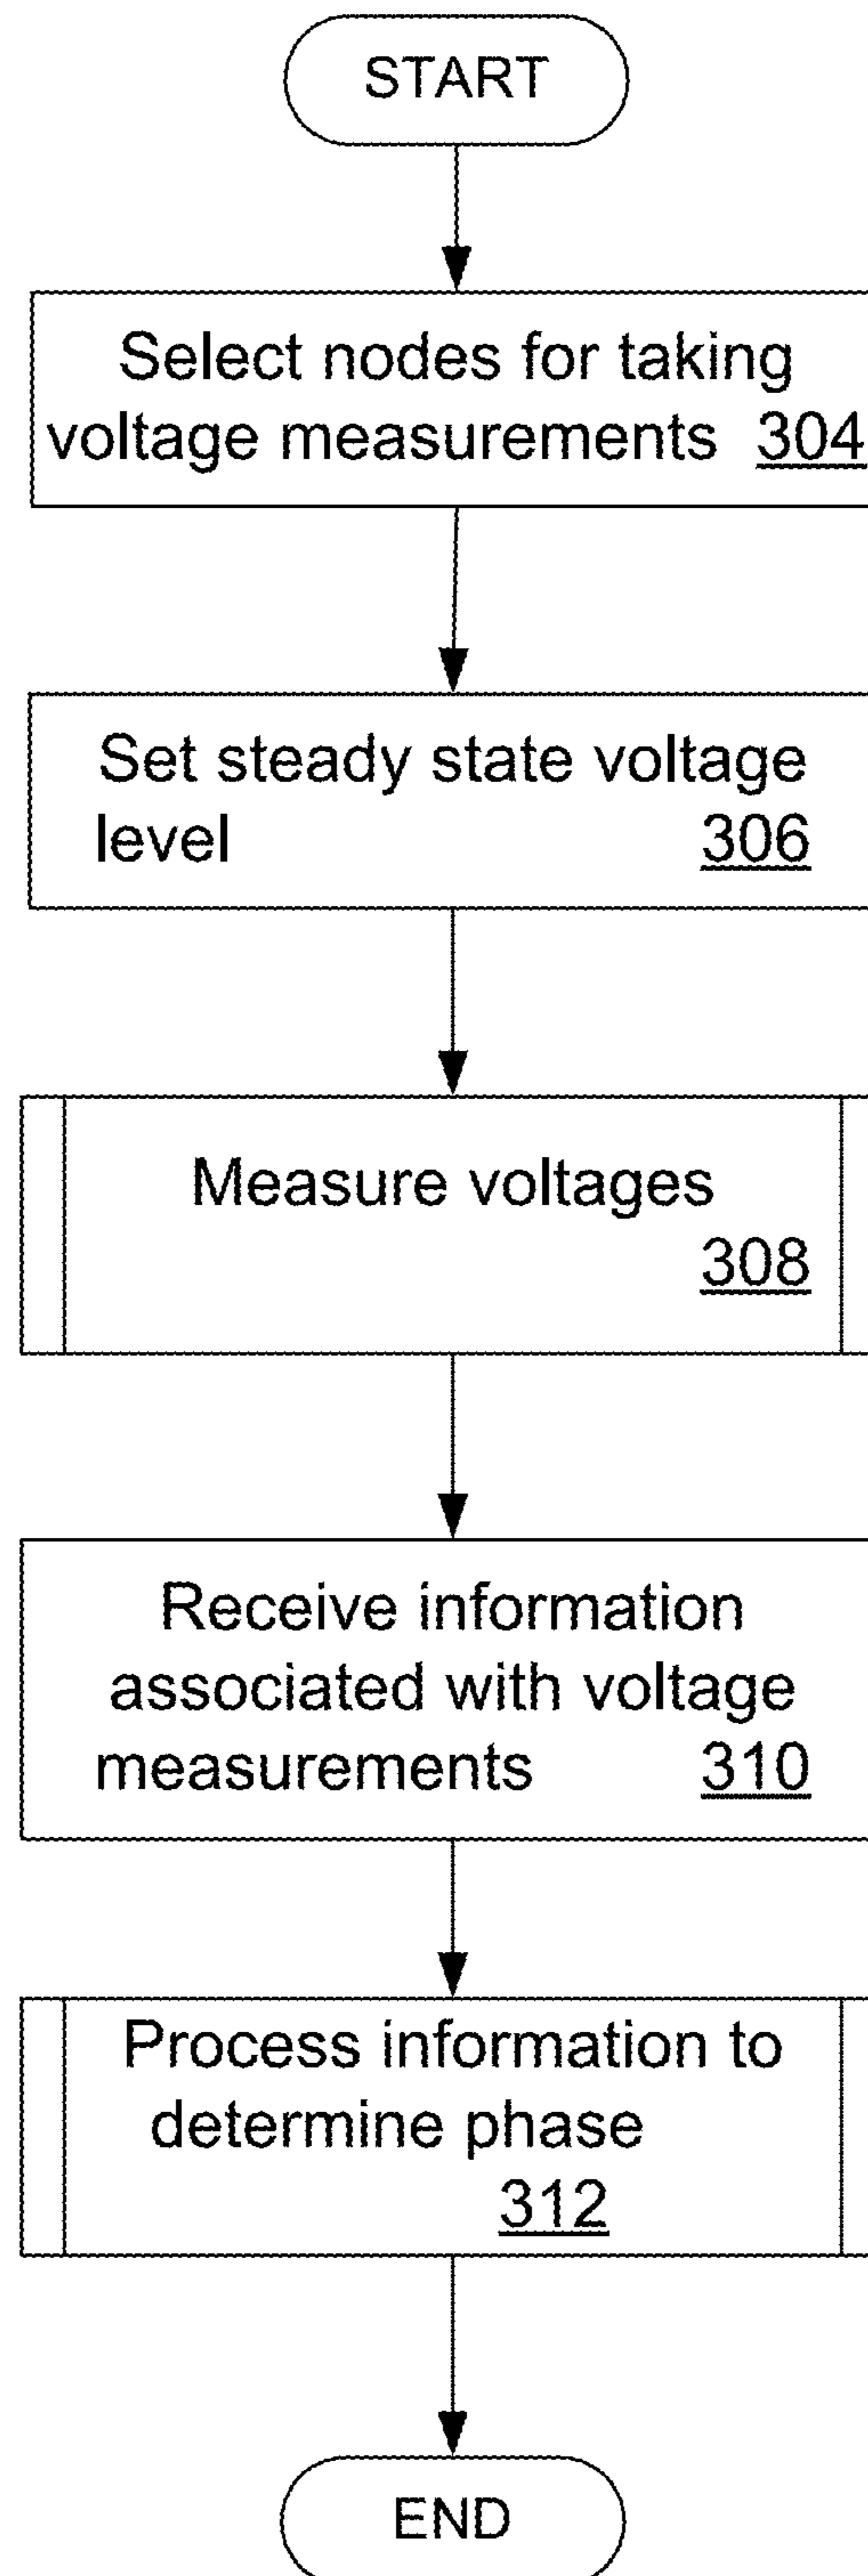 START
Select nodes for taking
voltage measurements 304
Set steady state voltage
level 306
Measure voltages
308
Receive information
associated with voltage
measurements 310
Process information to
determine phase
312
END